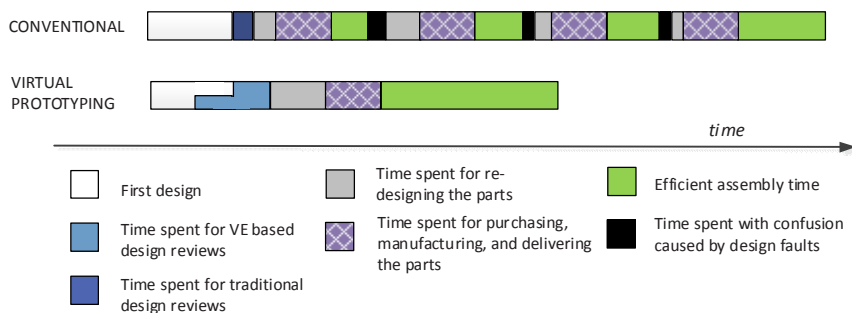 CONVENTIONAL
VIRTUAL
PROTOTYPING
time
First design
Time spent for VE based
design reviews
Time spent for traditional
design reviews
Time spent for re-
designing the parts
Time spent for purchasing,
manufacturing, and delivering
the parts
Efficient assembly time
Time spent with confusion
caused by design faults